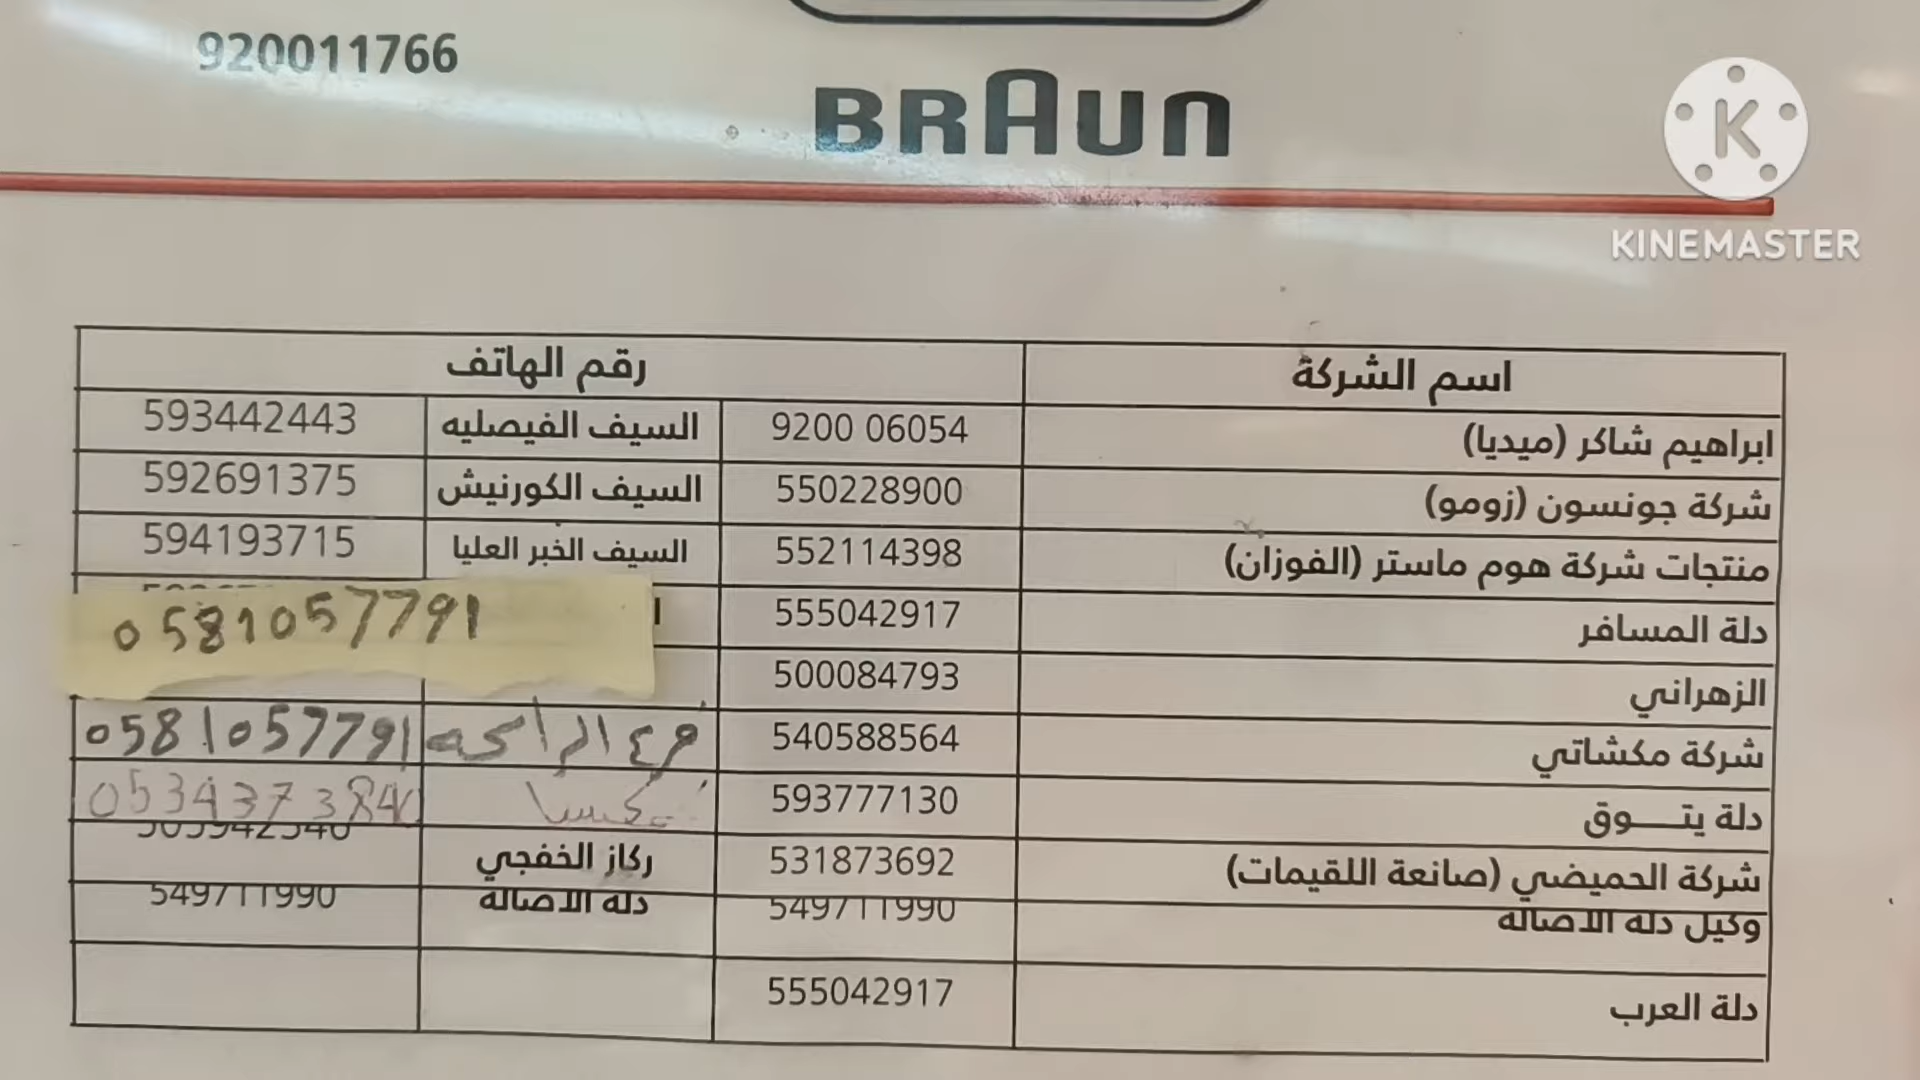 920011766
BRAUN
K
KINEMASTER
اسم الشركة رقم الهاتف
ابراهيم شاكر (ميديا) 9200 06054 السيف الفيصليه 593442443
شركة جونسون (زومو) 550228900 السيف الكورنيش 592691375
منتجات شركة هوم ماستر (الفوزان) 552114398 السيف الخبر العليا 594193715
دلة المسافر 555042917 0581057791
الزهراني 500084793
شركة مكشاتي 540588564 فرع الراكه 0581057791
دلة يتـــوق 593777130
شركة الحميضي (صانعة اللقيمات) 531873692 ركاز الخفجي
وكيل دلة الاصالة 549711990 دلة الاصالة 549711990
دلة العرب 555042917